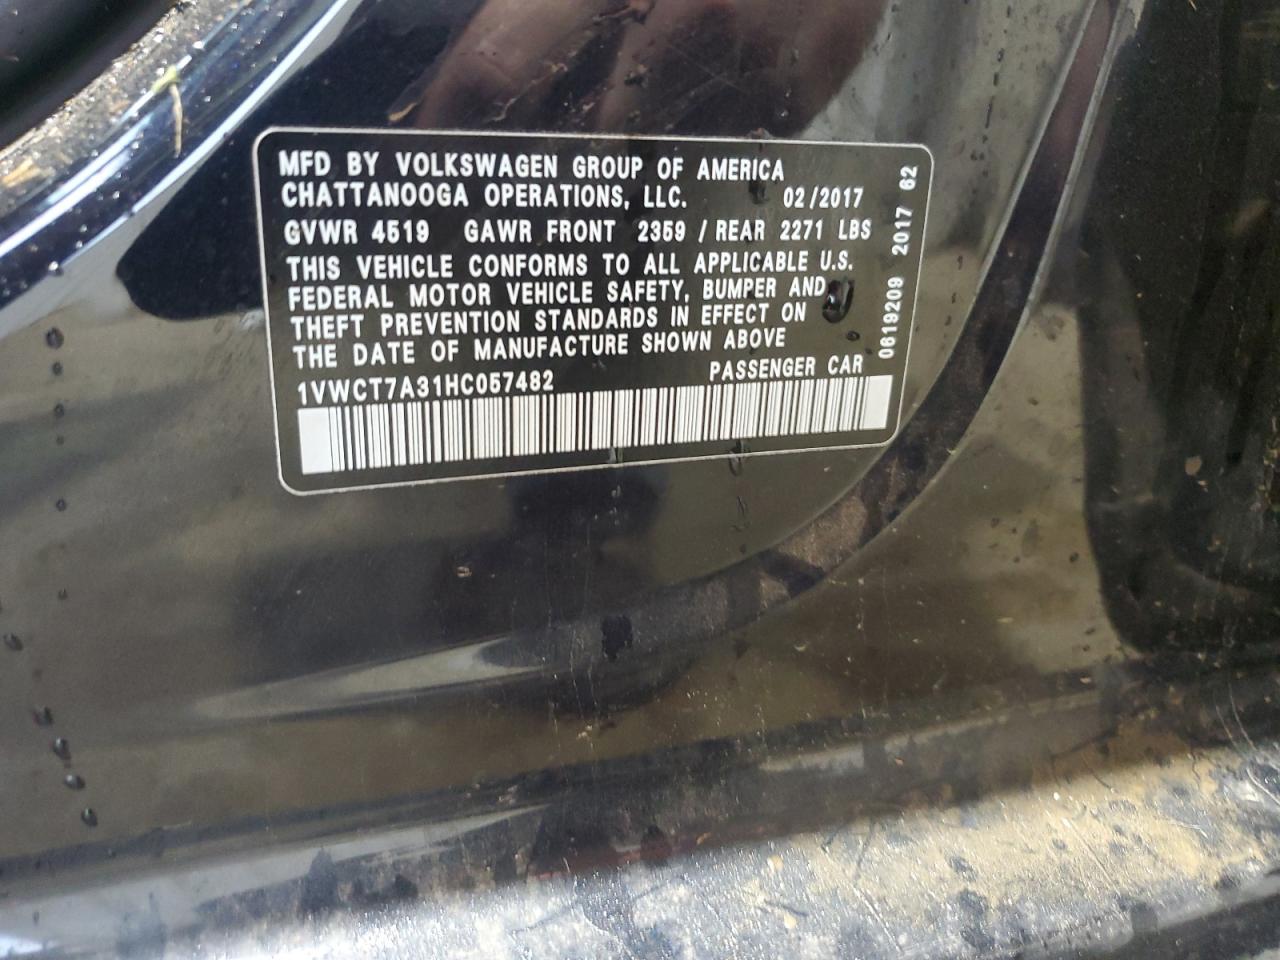 MFD BY VOLKSWAGEN GROUP OF AMERICA
CHATTANOOGA OPERATIONS, LLC. 02/2017
GVWR 4519 GAWR FRONT 2359 / REAR 2271 LBS
THIS VEHICLE CONFORMS TO ALL APPLICABLE U.S.
FEDERAL MOTOR VEHICLE SAFETY, BUMPER AND
THEFT PREVENTION STANDARDS IN EFFECT ON
THE DATE OF MANUFACTURE SHOWN ABOVE
1VWCT7A31HC057482 PASSENGER CAR
0619209 2017 62